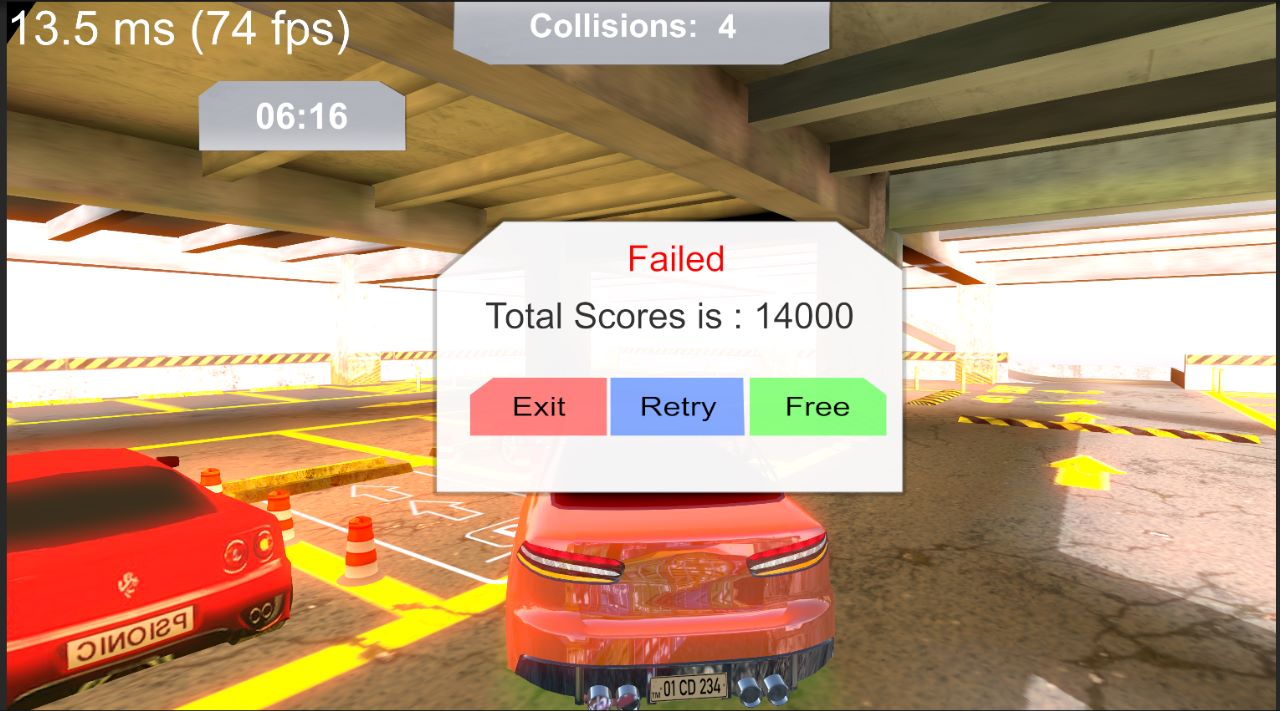 13.5 ms (74 fps)
Collisions: 4
06:16
Failed
Total Scores is : 14000
Exit
Retry
Free
PSIONIC
01 CD 234